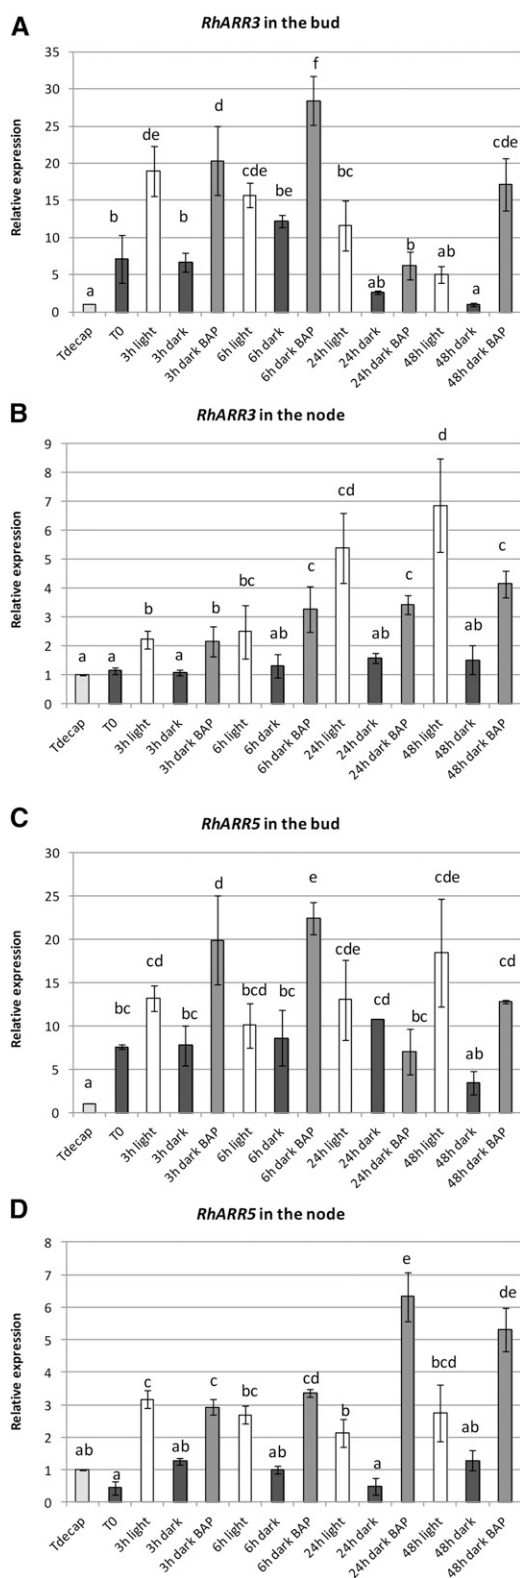 A
RhARR3 in the bud
Relative expression
35
30
25
20
15
10
5
0
a
b
de
b
d
cde
be
f
bc
ab
b
ab
a
cde
Tdecap
T0
3h light
3h dark
3h dark BAP
6h light
6h dark
6h dark BAP
24h light
24h dark
24h dark BAP
48h light
48h dark
48h dark BAP
B
RhARR3 in the node
Relative expression
9
8
7
6
5
4
3
2
1
0
a
a
b
a
b
bc
ab
c
cd
ab
c
d
ab
c
Tdecap
T0
3h light
3h dark
3h dark BAP
6h light
6h dark
6h dark BAP
24h light
24h dark
24h dark BAP
48h light
48h dark
48h dark BAP
C
RhARR5 in the bud
Relative expression
30
25
20
15
10
5
0
a
bc
cd
bc
d
bcd
bc
e
cde
cd
bc
cde
ab
cd
Tdecap
T0
3h light
3h dark
3h dark BAP
6h light
6h dark
6h dark BAP
24h light
24h dark
24h dark BAP
48h light
48h dark
48h dark BAP
D
RhARR5 in the node
Relative expression
8
7
6
5
4
3
2
1
0
ab
a
c
ab
c
bc
ab
cd
b
a
e
bcd
ab
de
Tdecap
T0
3h light
3h dark
3h dark BAP
6h light
6h dark
6h dark BAP
24h light
24h dark
24h dark BAP
48h light
48h dark
48h dark BAP